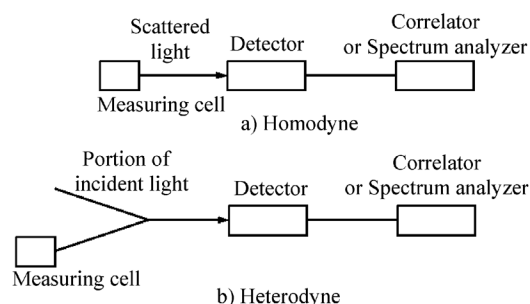 Scattered
light
Detector
Correlator
or Spectrum analyzer
Measuring cell
a) Homodyne
Portion of
incident light
Detector
Correlator
or Spectrum analyzer
Measuring cell
b) Heterodyne